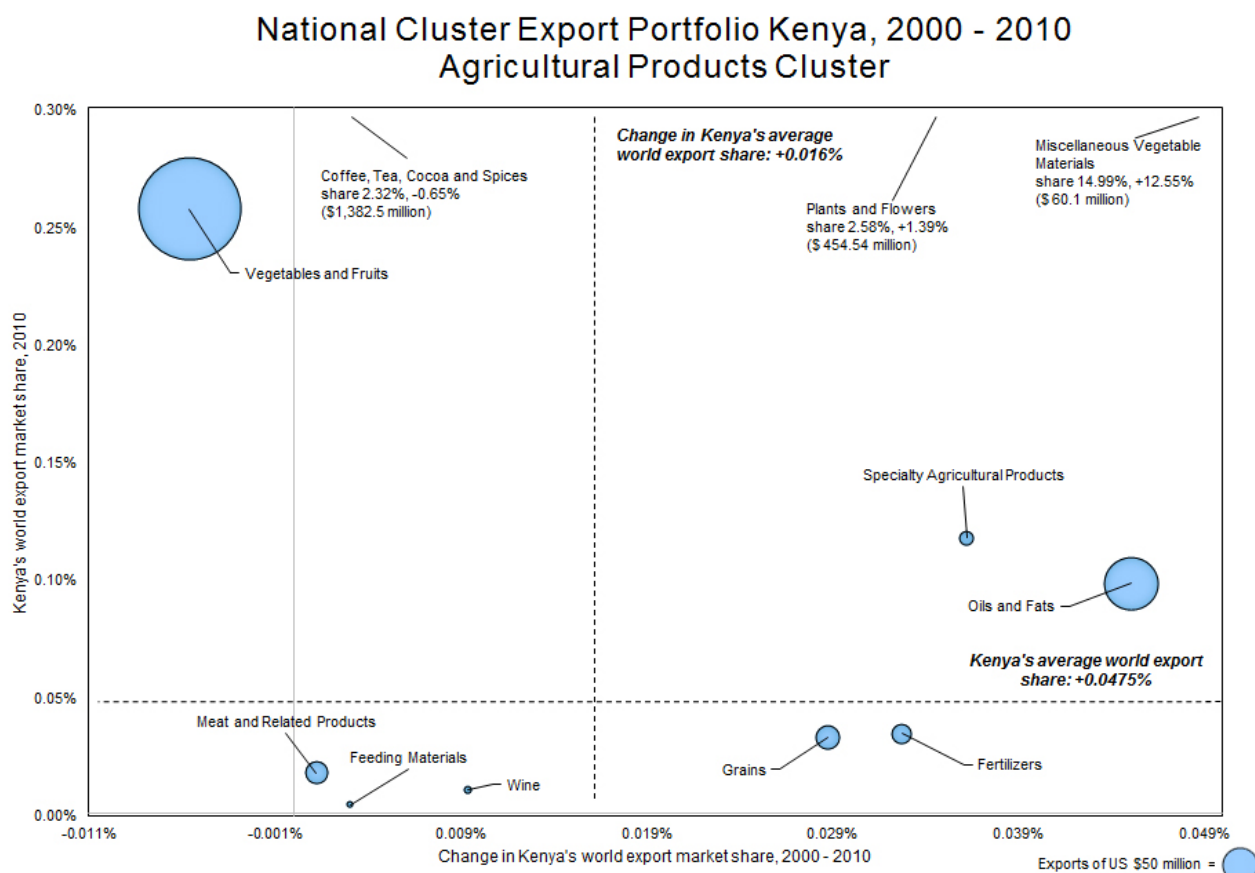 National Cluster Export Portfolio Kenya, 2000 - 2010
Agricultural Products Cluster
0.30%
0.25%
0.20%
0.15%
0.10%
0.05%
0.00%
Kenya's world export market share, 2010
Coffee, Tea, Cocoa and Spices
share 2.32%, -0.65%
($1,382.5 million)
Change in Kenya's average
world export share: +0.016%
Miscellaneous Vegetable
Materials
share 14.99%, +12.55%
($ 60.1 million)
Plants and Flowers
share 2.58%, +1.39%
($ 454.54 million)
Vegetables and Fruits
Specialty Agricultural Products
Oils and Fats
Kenya's average world export
share: +0.0475%
Meat and Related Products
Feeding Materials
Wine
Grains
Fertilizers
-0.011%
-0.001%
0.009%
0.019%
0.029%
0.039%
0.049%
Change in Kenya's world export market share, 2000 - 2010
Exports of US $50 million =